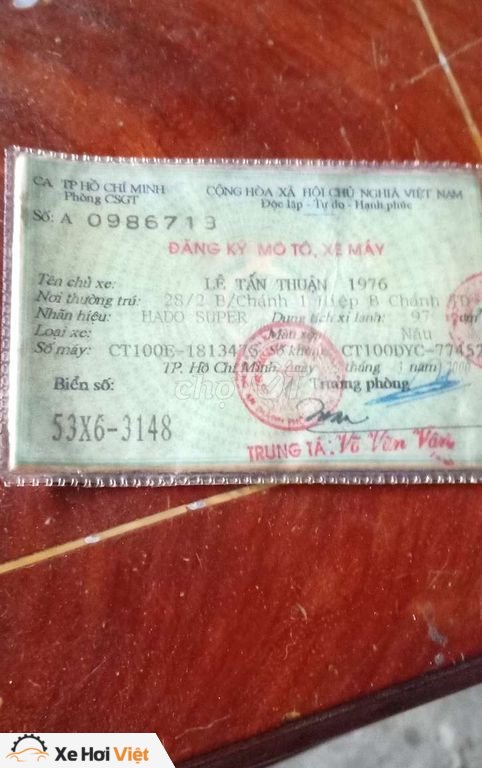 CA TP HỒ CHÍ MINH CỘNG HÒA XÃ HỘI CHỦ NGHĨA VIỆT NAM
Phòng CSGT Độc lập - Tự do - Hạnh phúc
Số: A 0986713
ĐĂNG KÝ MÔ TÔ, XE MÁY
Tên chủ xe: LÊ TẤN THUẬN 1976
Nơi thường trú: 28/2 B/Chánh 1 Hiệp B Chánh
Nhãn hiệu: HADO SUPER Dung tích xi lanh: 97 cm³
Loại xe: Màu sơn: Nâu
Số máy: CT100E-1813476 Số khung: CT100DYC-77457
TP. Hồ Chí Minh, ngày tháng năm
Biển số: Trưởng phòng
53X6-3148
TRUNG TÁ: Võ Văn Vân
chợ
Xe Hơi Việt